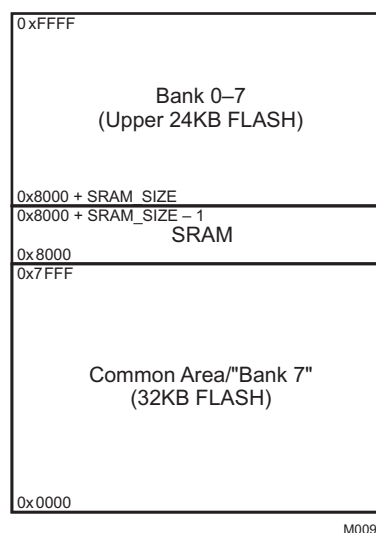 0xFFFF
Bank 0–7
(Upper 24KB FLASH)
0x8000 + SRAM_SIZE
0x8000 + SRAM_SIZE – 1
SRAM
0x8000
0x7FFF
Common Area/"Bank 7"
(32KB FLASH)
0x0000
M009